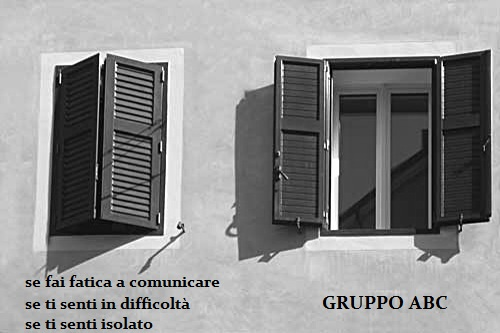 se fai fatica a comunicare
se ti senti in difficoltà
se ti senti isolato
GRUPPO ABC